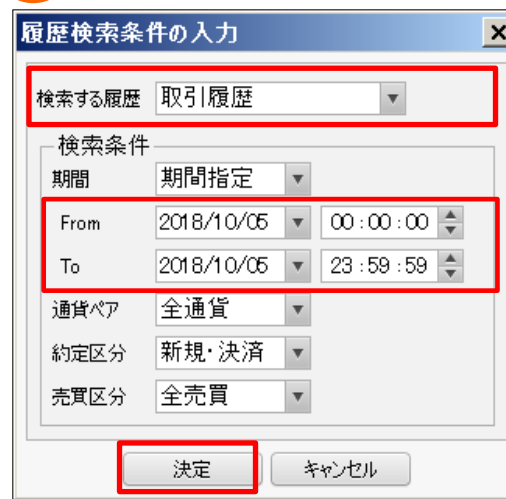 履歴検索条件の入力
検索する履歴 取引履歴
検索条件
期間 期間指定
From 2018/10/05 00:00:00
To 2018/10/05 23:59:59
通貨ペア 全通貨
約定区分 新規・決済
売買区分 全売買
決定 キャンセル